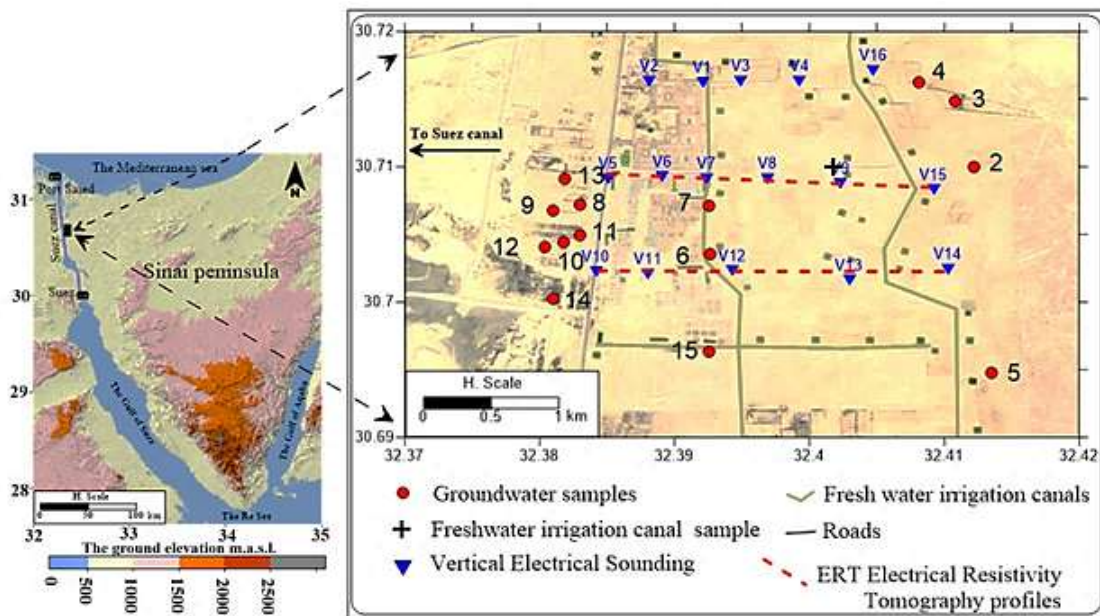 The Mediterranean sea
Port Saied
Suez canal
Sinai peninsula
Suez
The Gulf of Suez
The Gulf of Aqaba
The Re Sea
N
31
30
29
28
H. Scale
0 50 100 km
32 33 34 35
The ground elevation m.a.s.l.
0 500 1000 1500 2000 2500
30.72
30.71
30.7
30.69
32.37 32.38 32.39 32.4 32.41 32.42
To Suez canal
V2 V1 V3 V4 V16
4
3
2
V5 V6 V7 V8 V15
13
9 8
7
11
12 10
6
V10 V11 V12 V13 V14
14
15
5
H. Scale
0 0.5 1 km
Groundwater samples
Freshwater irrigation canal sample
Vertical Electrical Sounding
Fresh water irrigation canals
Roads
ERT Electrical Resistivity
Tomography profiles